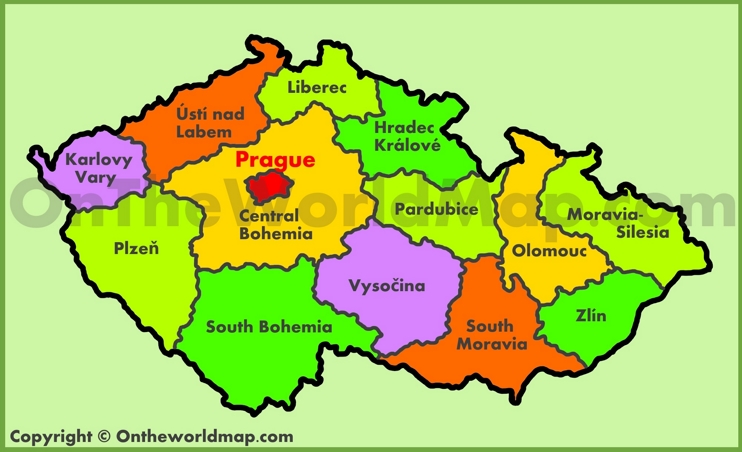 Liberec
Ústí nad
Labem
Hradec
Králové
Karlovy
Vary
Prague
OnTheWorldMap.com
Central
Bohemia
Pardubice
Moravia-
Silesia
Plzeň
Olomouc
Vysočina
South Bohemia
South
Moravia
Zlín
Copyright © Ontheworldmap.com